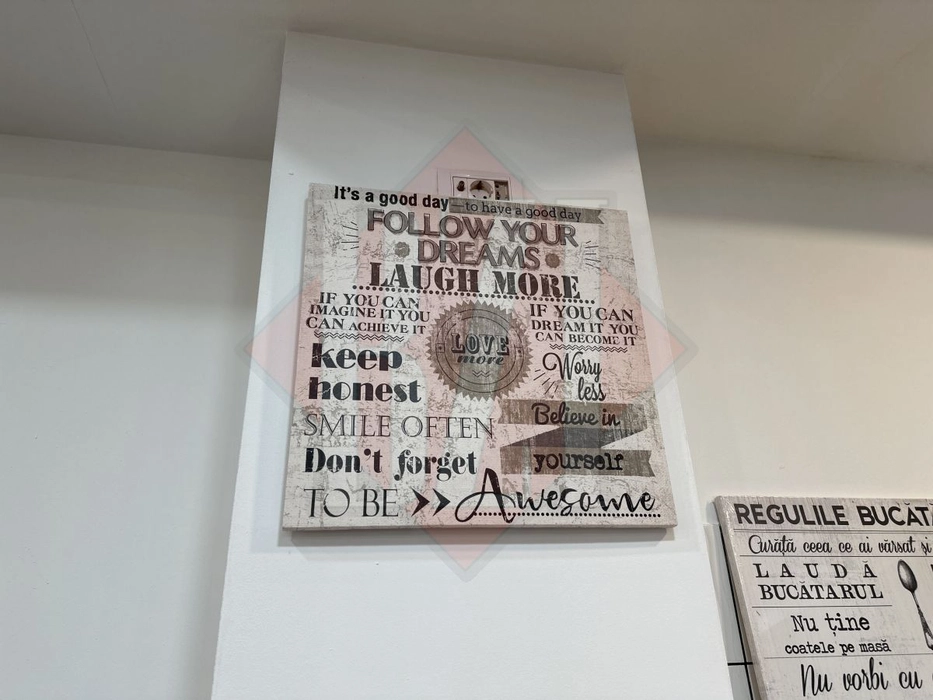 It's a good day—to have a good day
FOLLOW YOUR
DREAMS
LAUGH MORE
IF YOU CAN
IMAGINE IT YOU
CAN ACHIEVE IT
LOVE
more
IF YOU CAN
DREAM IT YOU
CAN BECOME IT
keep
honest
Worry
less
SMILE OFTEN
Believe in
yourself
Don't forget
TO BE >> Awesome
REGULILE BUCĂT
Curăță ceea ce ai vărsat și
LAUDĂ
BUCĂTARUL
Nu ține
coatele pe masă
Nu vorbi cu